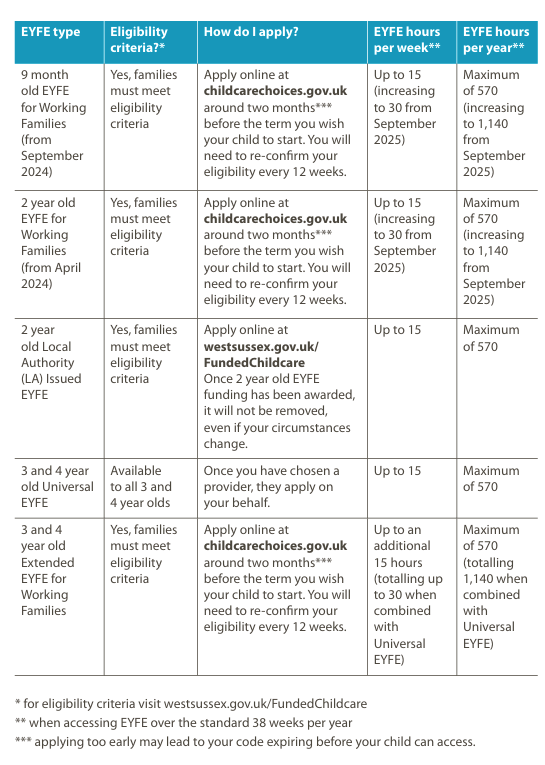 EYFE type
Eligibility
criteria?*
How do I apply?
EYFE hours
per week**
EYFE hours
per year**
9 month
old EYFE
for Working
Families
(from
September
2024)
Yes, families
must meet
eligibility
criteria
Apply online at
childcarechoices.gov.uk
around two months***
before the term you wish
your child to start. You will
need to re-confirm your
eligibility every 12 weeks.
Up to 15
(increasing
to 30 from
September
2025)
Maximum
of 570
(increasing
to 1,140
from
September
2025)
2 year old
EYFE for
Working
Families
(from April
2024)
Yes, families
must meet
eligibility
criteria
Apply online at
childcarechoices.gov.uk
around two months***
before the term you wish
your child to start. You will
need to re-confirm your
eligibility every 12 weeks.
Up to 15
(increasing
to 30 from
September
2025)
Maximum
of 570
(increasing
to 1,140
from
September
2025)
2 year
old Local
Authority
(LA) Issued
EYFE
Yes, families
must meet
eligibility
criteria
Apply online at
westsussex.gov.uk/
FundedChildcare
Once 2 year old EYFE
funding has been awarded,
it will not be removed,
even if your circumstances
change.
Up to 15
Maximum
of 570
3 and 4 year
old Universal
EYFE
Available
to all 3 and
4 year olds
Once you have chosen a
provider, they apply on
your behalf.
Up to 15
Maximum
of 570
3 and 4
year old
Extended
EYFE for
Working
Families
Yes, families
must meet
eligibility
criteria
Apply online at
childcarechoices.gov.uk
around two months***
before the term you wish
your child to start. You will
need to re-confirm your
eligibility every 12 weeks.
Up to an
additional
15 hours
(totalling up
to 30 when
combined
with
Universal
EYFE)
Maximum
of 570
(totalling
1,140 when
combined
with
Universal
EYFE)
* for eligibility criteria visit westsussex.gov.uk/FundedChildcare
** when accessing EYFE over the standard 38 weeks per year
*** applying too early may lead to your code expiring before your child can access.